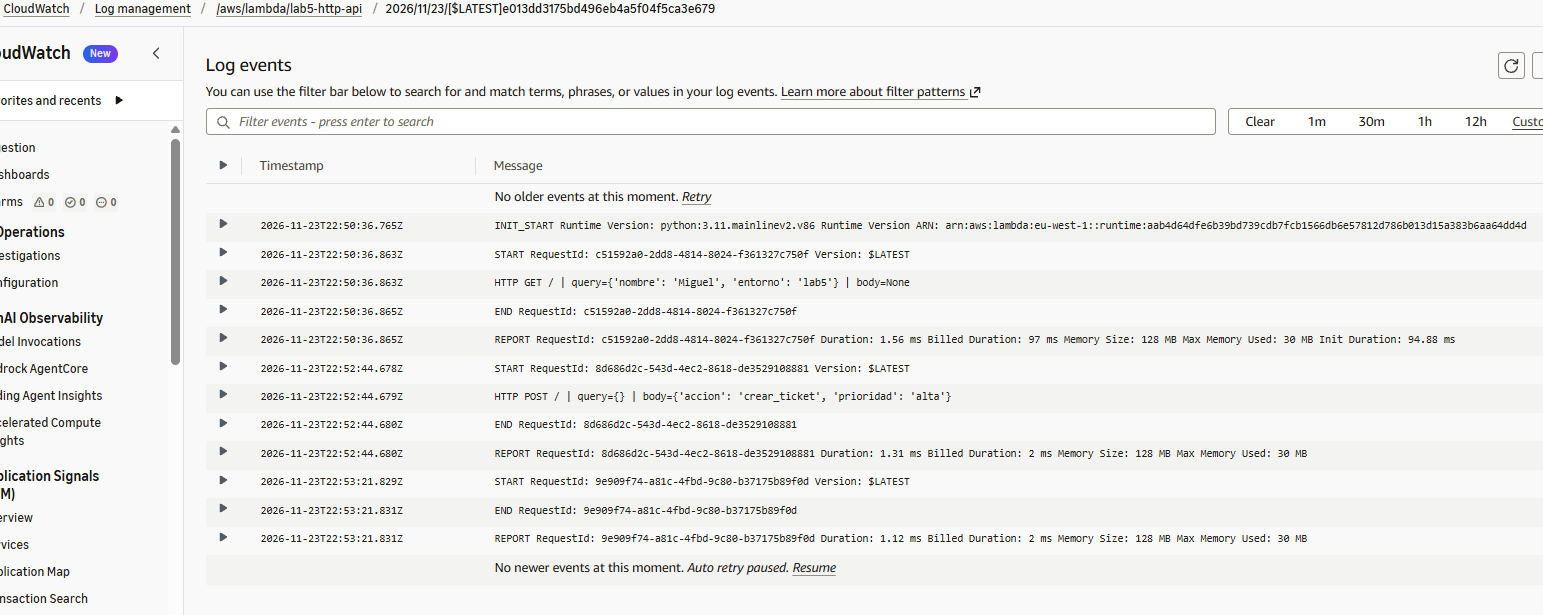 CloudWatch / Log management / /aws/lambda/lab5-http-api / 2026/11/23/[$LATEST]e013dd3175bd496eb4a5f04f5ca3e679
oudWatch New
orites and recents
estion
shboards
rms 0 0 0
Operations
estigations
nfiguration
nAI Observability
del Invocations
drock AgentCore
ding Agent Insights
celerated Compute
ghts
plication Signals
M)
erview
vices
plication Map
nsaction Search
Log events
You can use the filter bar below to search for and match terms, phrases, or values in your log events. Learn more about filter patterns
Filter events - press enter to search
Clear 1m 30m 1h 12h Custo
Timestamp Message
No older events at this moment. Retry
2026-11-23T22:50:36.765Z INIT_START Runtime Version: python:3.11.mainlinev2.v86 Runtime Version ARN: arn:aws:lambda:eu-west-1::runtime:aab4d64dfe6b39bd739cdb7fcb1566db6e57812d786b013d15a383b6aa64dd4d
2026-11-23T22:50:36.863Z START RequestId: c51592a0-2dd8-4814-8024-f361327c750f Version: $LATEST
2026-11-23T22:50:36.863Z HTTP GET / | query={'nombre': 'Miguel', 'entorno': 'lab5'} | body=None
2026-11-23T22:50:36.865Z END RequestId: c51592a0-2dd8-4814-8024-f361327c750f
2026-11-23T22:50:36.865Z REPORT RequestId: c51592a0-2dd8-4814-8024-f361327c750f Duration: 1.56 ms Billed Duration: 97 ms Memory Size: 128 MB Max Memory Used: 30 MB Init Duration: 94.88 ms
2026-11-23T22:52:44.678Z START RequestId: 8d686d2c-543d-4ec2-8618-de3529108881 Version: $LATEST
2026-11-23T22:52:44.679Z HTTP POST / | query={} | body={'accion': 'crear_ticket', 'prioridad': 'alta'}
2026-11-23T22:52:44.680Z END RequestId: 8d686d2c-543d-4ec2-8618-de3529108881
2026-11-23T22:52:44.680Z REPORT RequestId: 8d686d2c-543d-4ec2-8618-de3529108881 Duration: 1.31 ms Billed Duration: 2 ms Memory Size: 128 MB Max Memory Used: 30 MB
2026-11-23T22:53:21.829Z START RequestId: 9e909f74-a81c-4fbd-9c80-b37175b89f0d Version: $LATEST
2026-11-23T22:53:21.831Z END RequestId: 9e909f74-a81c-4fbd-9c80-b37175b89f0d
2026-11-23T22:53:21.831Z REPORT RequestId: 9e909f74-a81c-4fbd-9c80-b37175b89f0d Duration: 1.12 ms Billed Duration: 2 ms Memory Size: 128 MB Max Memory Used: 30 MB
No newer events at this moment. Auto retry paused. Resume